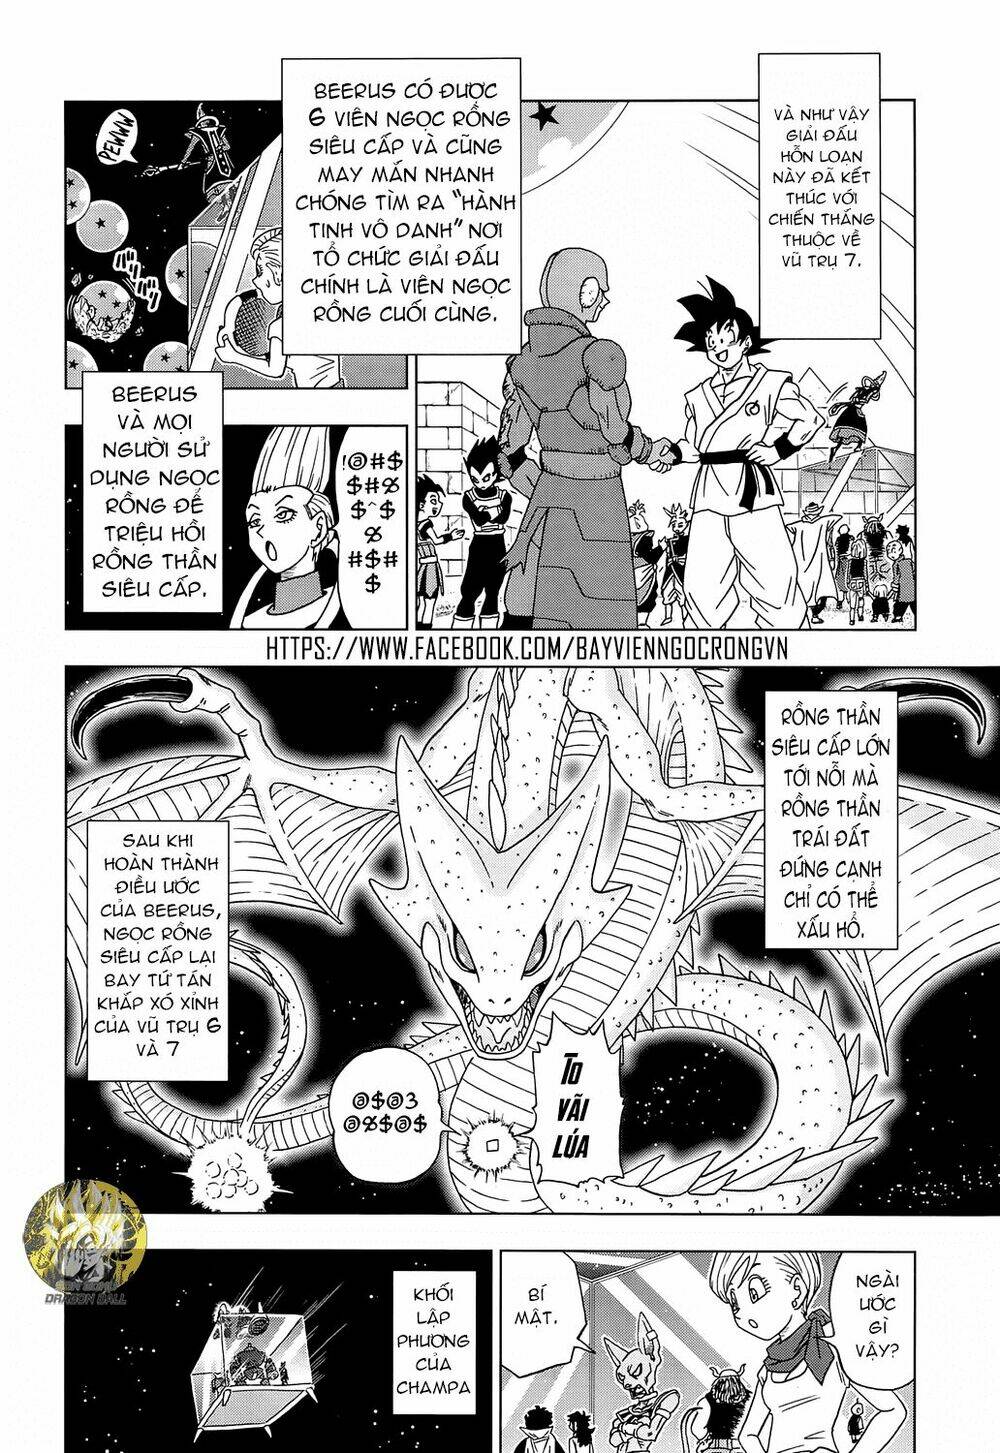 VÀ NHƯ VẬY
GIẢI ĐẤU
HỖN LOẠN
NÀY ĐÃ KẾT
THÚC VỚI
CHIẾN THẮNG
THUỘC VỀ
VŨ TRỤ 7.
BEERUS CÓ ĐƯỢC
6 VIÊN NGỌC RỒNG
SIÊU CẤP VÀ CŨNG
MAY MẮN NHANH
CHÓNG TÌM RA "HÀNH
TINH VÔ DANH" NƠI
TỔ CHỨC GIẢI ĐẤU
CHÍNH LÀ VIÊN NGỌC
RỒNG CUỐI CÙNG.
PEWWW
BEERUS
VÀ MỌI
NGƯỜI SỬ
DỤNG NGỌC
RỒNG ĐỂ
TRIỆU HỒI
RỒNG THẦN
SIÊU CẤP.
!@#$
$#%
$^$
%
#$#
$
HTTPS://WWW.FACEBOOK.COM/BAYVIENNGOCRONGVN
RỒNG THẦN
SIÊU CẤP LỚN
TỚI NỖI MÀ
RỒNG THẦN
TRÁI ĐẤT
ĐỨNG CẠNH
CHỈ CÓ THỂ
XẤU HỔ.
SAU KHI
HOÀN THÀNH
ĐIỀU ƯỚC
CỦA BEERUS,
NGỌC RỒNG
SIÊU CẤP LẠI
BAY TỨ TÁN
KHẮP XÓ XỈNH
CỦA VŨ TRỤ 6
VÀ 7
TO
VÃI
LÚA
@$@3
@%$@$
NGÀI
ƯỚC
GÌ
VẬY?
BÍ
MẬT.
KHỐI
LẬP
PHƯƠNG
CỦA
CHAMPA
DRAGON BALL